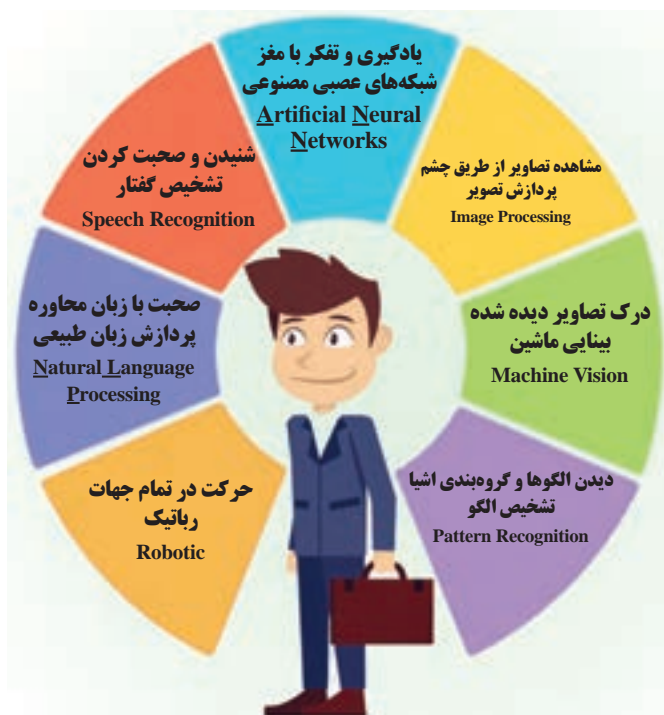 یادگیری و تفکر با مغز
شبکه‌های عصبی مصنوعی
Artificial Neural
Networks
مشاهده تصاویر از طریق چشم
پردازش تصویر
Image Processing
درک تصاویر دیده شده
بینایی ماشین
Machine Vision
دیدن الگوها و گروه‌بندی اشیا
تشخیص الگو
Pattern Recognition
شنیدن و صحبت کردن
تشخیص گفتار
Speech Recognition
صحبت با زبان محاوره
پردازش زبان طبیعی
Natural Language
Processing
حرکت در تمام جهات
رباتیک
Robotic